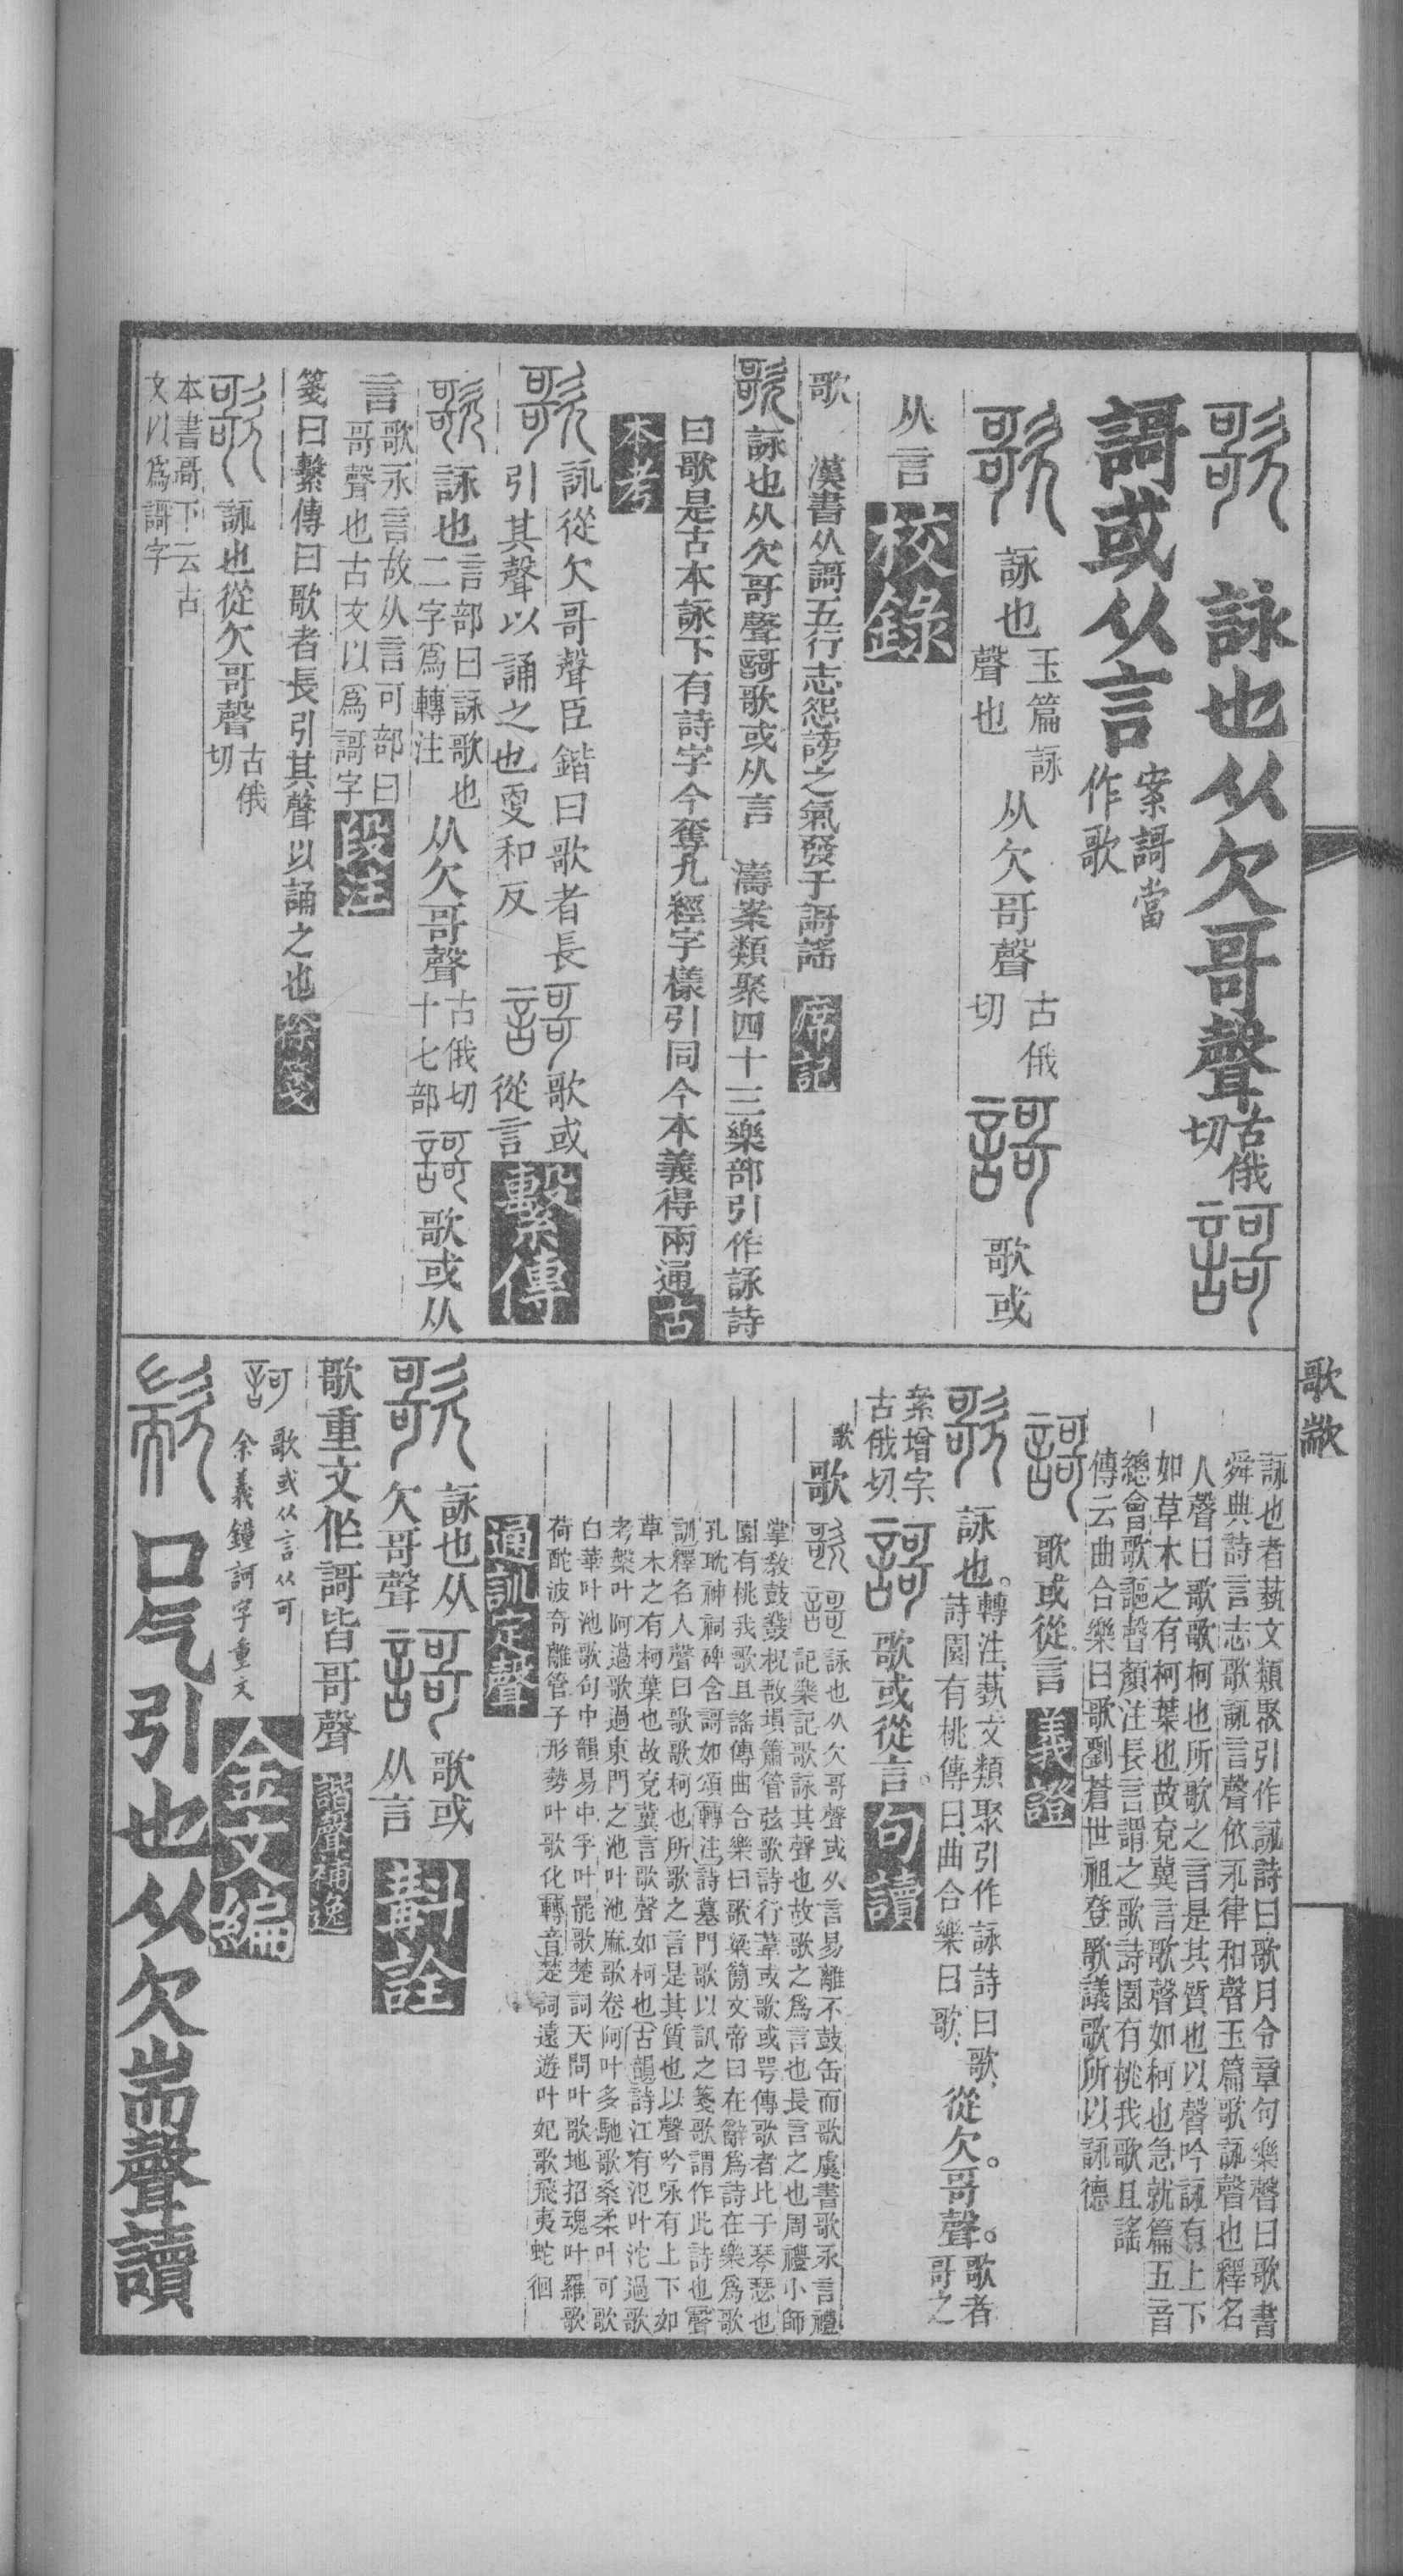 歌 詠也从欠哥聲古俄切謌
謌或从言案謌當作歌
歌詠也玉篇詠聲也从欠哥聲古俄切謌歌或
从言校錄
歌 漢書从謌五行志怨謗之氣發于謌謠席記
歌詠也从欠哥聲謌歌或从言 濤案類聚四十三樂部引作詠詩
曰歌是古本詠下有詩字今奪九經字樣引同今本義得兩通古
本考
歌詠從欠哥聲臣鍇曰歌者長引其聲以誦之也更和反謌歌或從言繫傳
歌詠也言部曰詠歌也二字爲轉注从欠哥聲古俄切十七部謌歌或从
言歌永言故从言可部曰哥聲也古文以爲謌字段注
箋曰繫傳曰歌者長引其聲以誦之也徐箋
歌詠也從欠哥聲古俄切
本書哥下云古文以爲謌字
歌敱
詠也者藝文類聚引作詠詩曰歌月令章句樂聲曰歌書
舜典詩言志歌詠言聲依永律和聲玉篇歌詠聲也釋名
人聲曰歌歌柯也所歌之言是其質也以聲吟詠有上下
如草木之有柯葉也故兗冀言歌聲如柯也急就篇五音
總會歌謳聲顏注長言謂之歌詩園有桃我歌且謠
傳云曲合樂曰歌劉蒼世祖登歌議歌所以詠德
謌歌或從言義證
歌詠也。轉注、藝文類聚引作詠詩曰歌、詩園有桃傳曰、曲合樂曰歌、從欠。哥聲。歌者哥之
絫增字古俄切、謌歌或從言。句讀
歌歌歌謌詠也从欠哥聲或从言易離不鼓缶而歌虞書歌永言禮
記樂記歌詠其聲也故歌之爲言也長言之也周禮小師
掌敎鼓鼗柷敔塤簫管弦歌詩行葦或歌或咢傳歌者比于琴瑟也
園有桃我歌且謠傳曲合樂曰歌梁簡文帝曰在辭爲詩在樂爲歌
孔耽神祠碑含謌如頌轉注詩墓門歌以訊之箋歌謂作此詩也聲
訓釋名人聲曰歌歌柯也所歌之言是其質也以聲吟咏有上下如
草木之有柯葉也故兗冀言歌聲如柯也古韻詩江有汜叶沱過歌
考槃叶阿薖歌過東門之池叶池麻歌卷阿叶多馳歌桑柔叶可歌
白華叶池歌句中韻易中孚叶罷歌楚詞天問叶歌地招魂叶羅歌
荷酡波奇離管子形勢叶歌化轉音楚詞遠遊叶妃歌飛夷蛇徊
通訓定聲
歌詠也从欠哥聲謌歌或从言斠詮
歌重文作謌皆哥聲諧聲補逸
訶歌或从言从可余義鐘訶字重文金文編
歂口气引也从欠耑聲讀